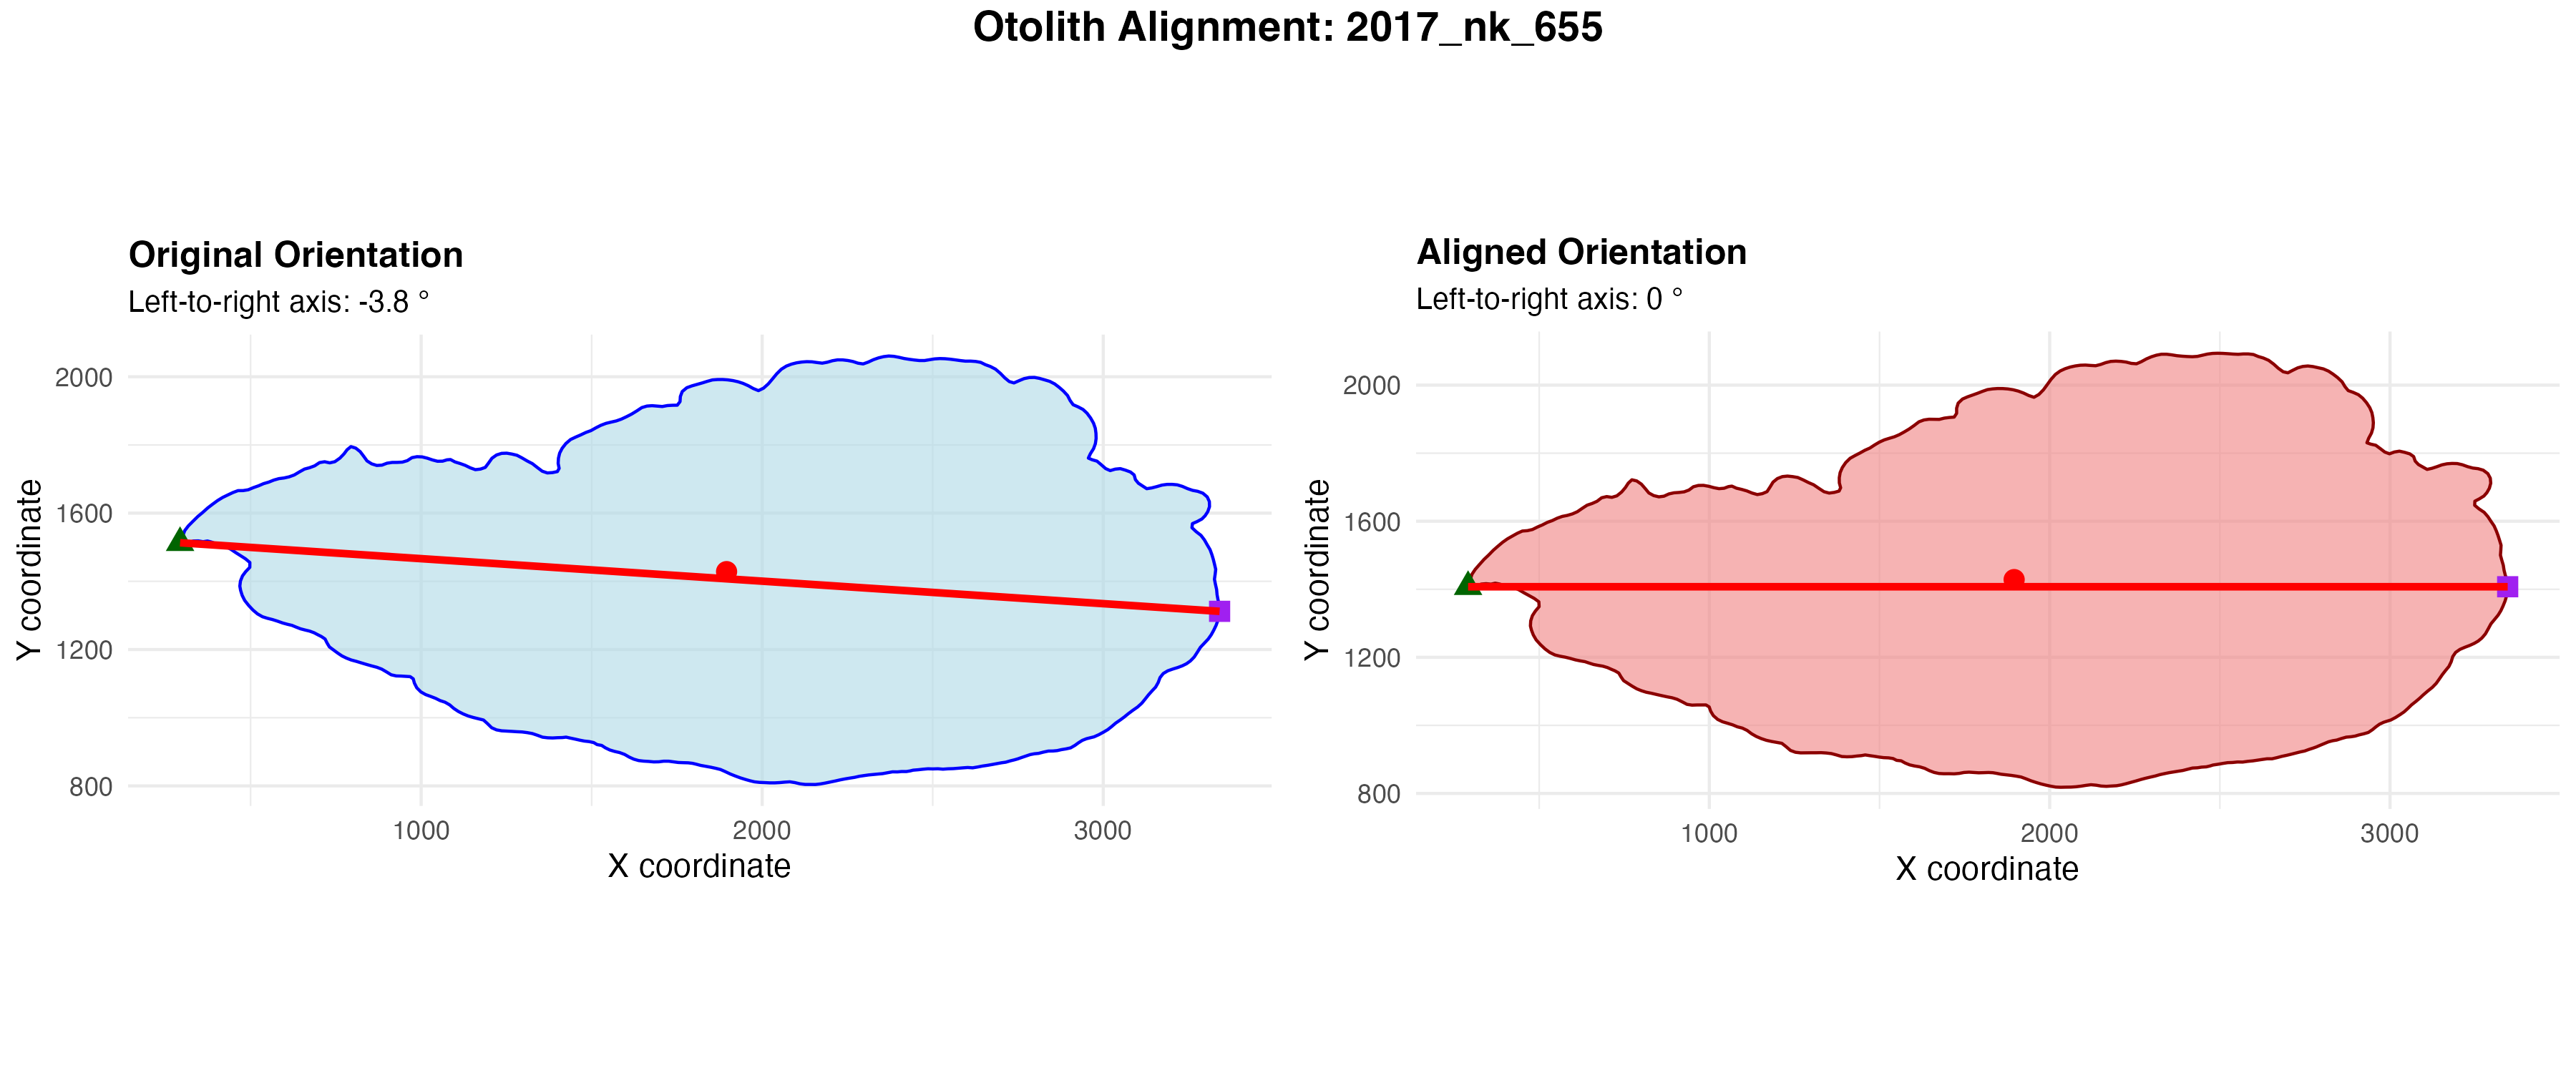 Otolith Alignment: 2017_nk_655
Original Orientation
Left-to-right axis: -3.8 °
2000
1600
1200
800
Y coordinate
1000 2000 3000
X coordinate
Aligned Orientation
Left-to-right axis: 0 °
2000
1600
1200
800
Y coordinate
1000 2000 3000
X coordinate